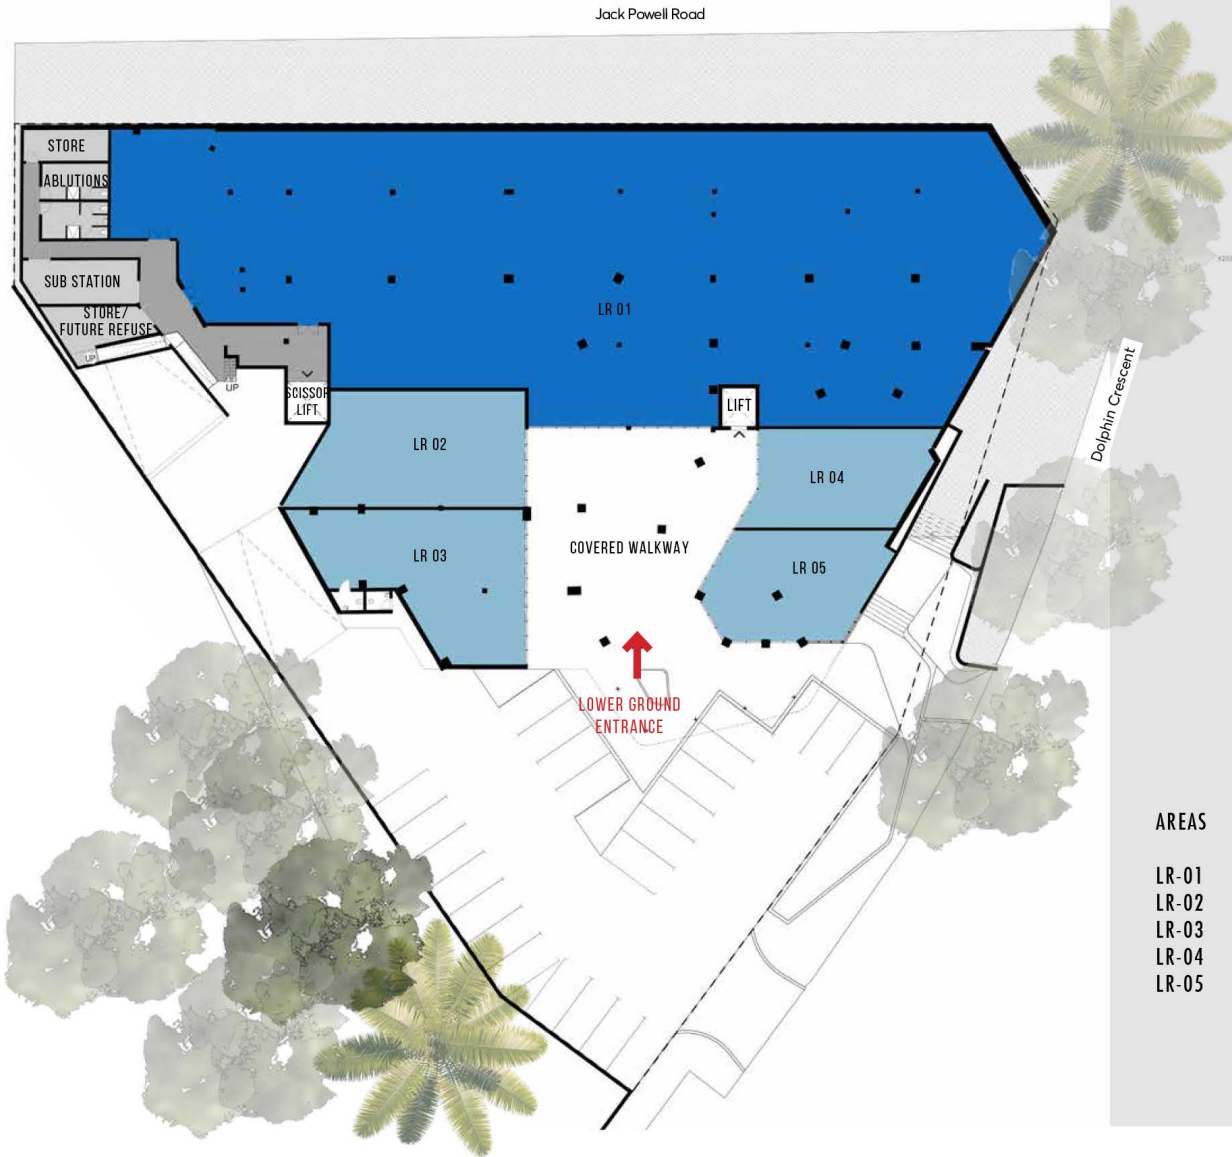 Jack Powell Road
STORE
ABLUTIONS
SUB STATION
STORE/
FUTURE REFUSE
UP
UP
SCISSOR
LIFT
LR 01
LIFT
LR 02
LR 04
LR 03
COVERED WALKWAY
LR 05
Dolphin Crescent
LOWER GROUND
ENTRANCE
AREAS
LR-01
LR-02
LR-03
LR-04
LR-05